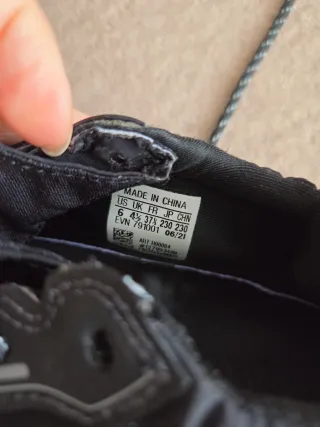 MADE IN CHINA
US UK FR JP CHN
6 4½ 37⅓ 230 230
EVN 791001 06/21
ART H00064